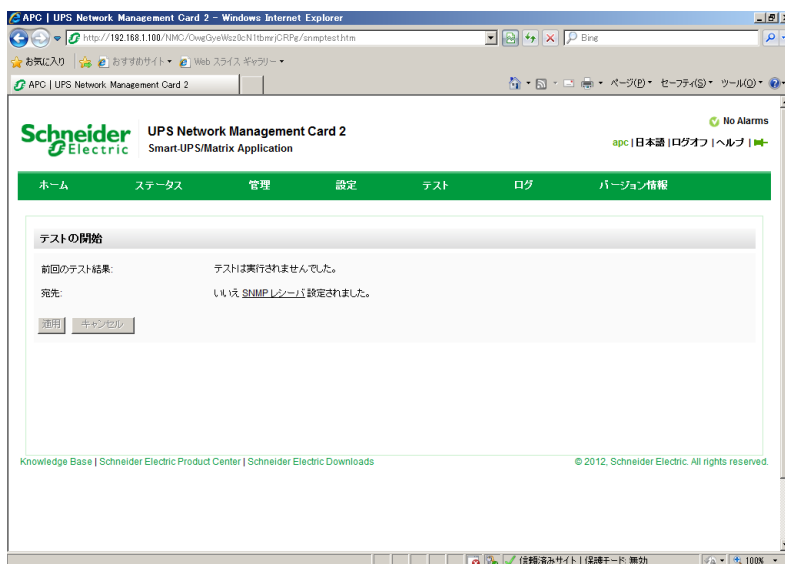 APC | UPS Network Management Card 2 - Windows Internet Explorer
http://192.168.1.100/NMC/OwgGyeWsz0cN1tbmrjCRPg/snmptest.htm
Bing
お気に入り
おすすめサイト
Web スライス ギャラリー
APC | UPS Network Management Card 2
ページ(P) セーフティ(S) ツール(O)
Schneider Electric
UPS Network Management Card 2
Smart-UPS/Matrix Application
No Alarms
apc | 日本語 | ログオフ | ヘルプ |
ホーム ステータス 管理 設定 テスト ログ バージョン情報
テストの開始
前回のテスト結果: テストは実行されませんでした。
宛先: いいえ SNMP レシーバ 設定されました。
適用 キャンセル
Knowledge Base | Schneider Electric Product Center | Schneider Electric Downloads
© 2012, Schneider Electric. All rights reserved.
信頼済みサイト | 保護モード: 無効
100%